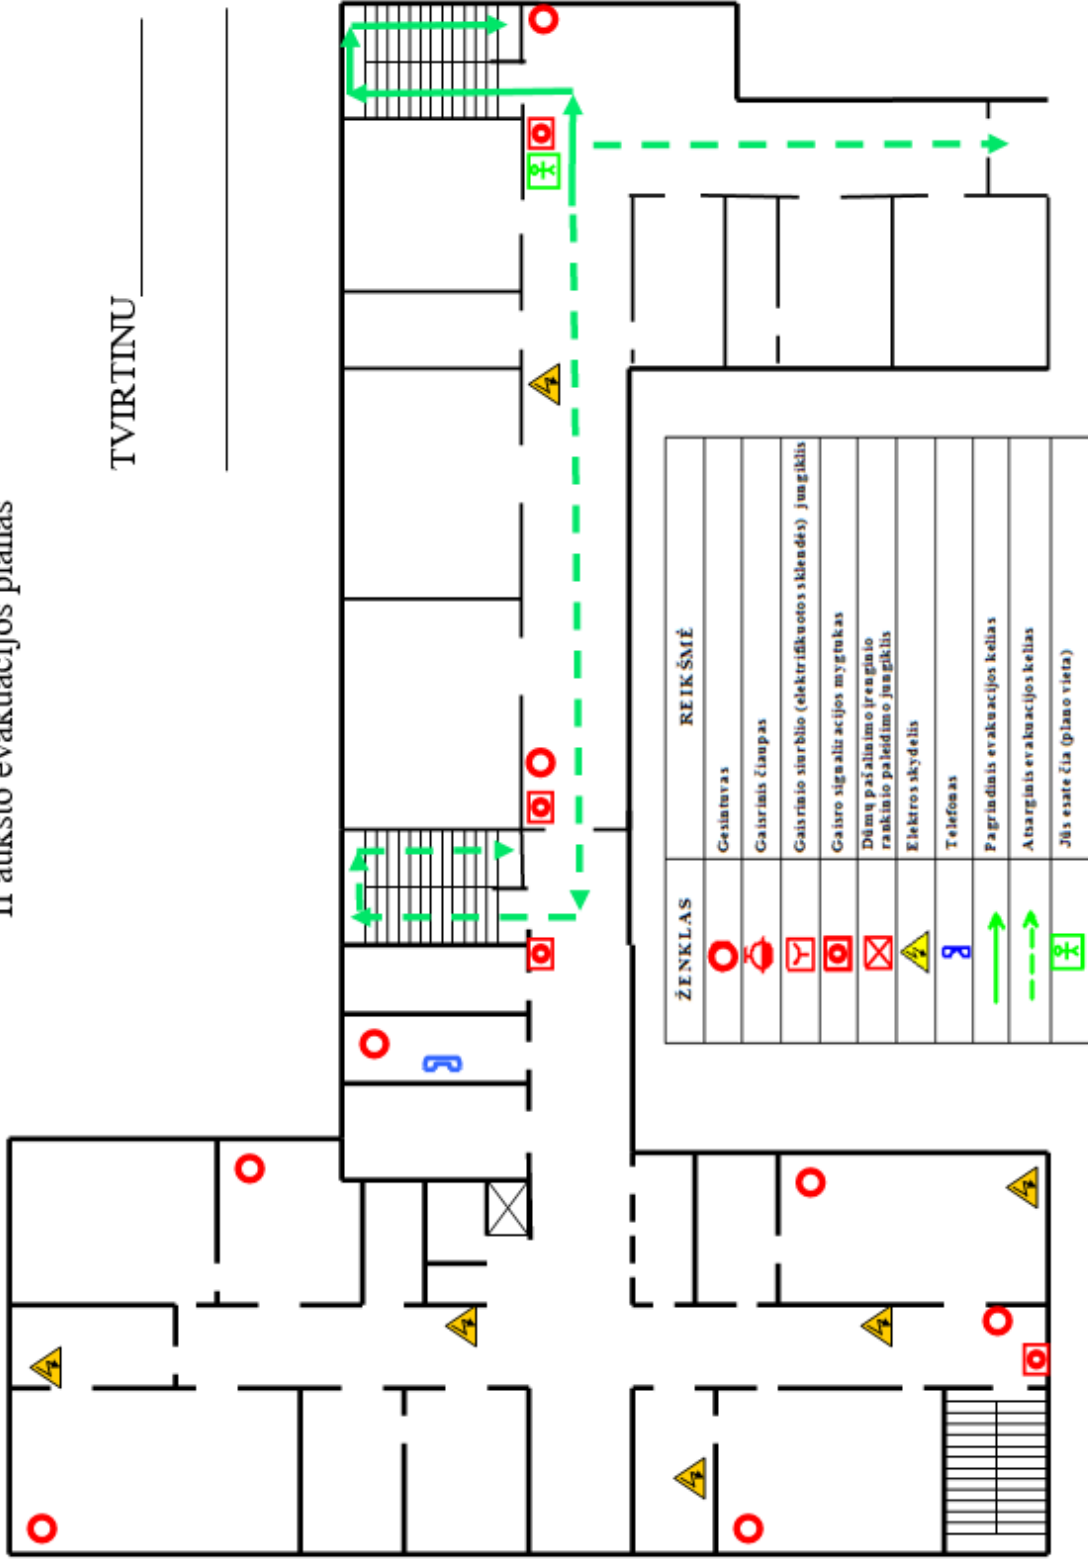 II aukšto evakuacijos planas
TVIRTINU
ŽENKLAS REIKŠMĖ
Gesintuvas
Gaisrinis čiaupas
Gaisrinio siurblio (elektrifikuotos sklendės) jungiklis
Gaisro signalizacijos mygtukas
Dūmų pašalinimo įrenginio
rankinio paleidimo jungiklis
Elektros skydelis
Telefonas
Pagrindinis evakuacijos kelias
Atsarginis evakuacijos kelias
Jūs esate čia (plano vieta)